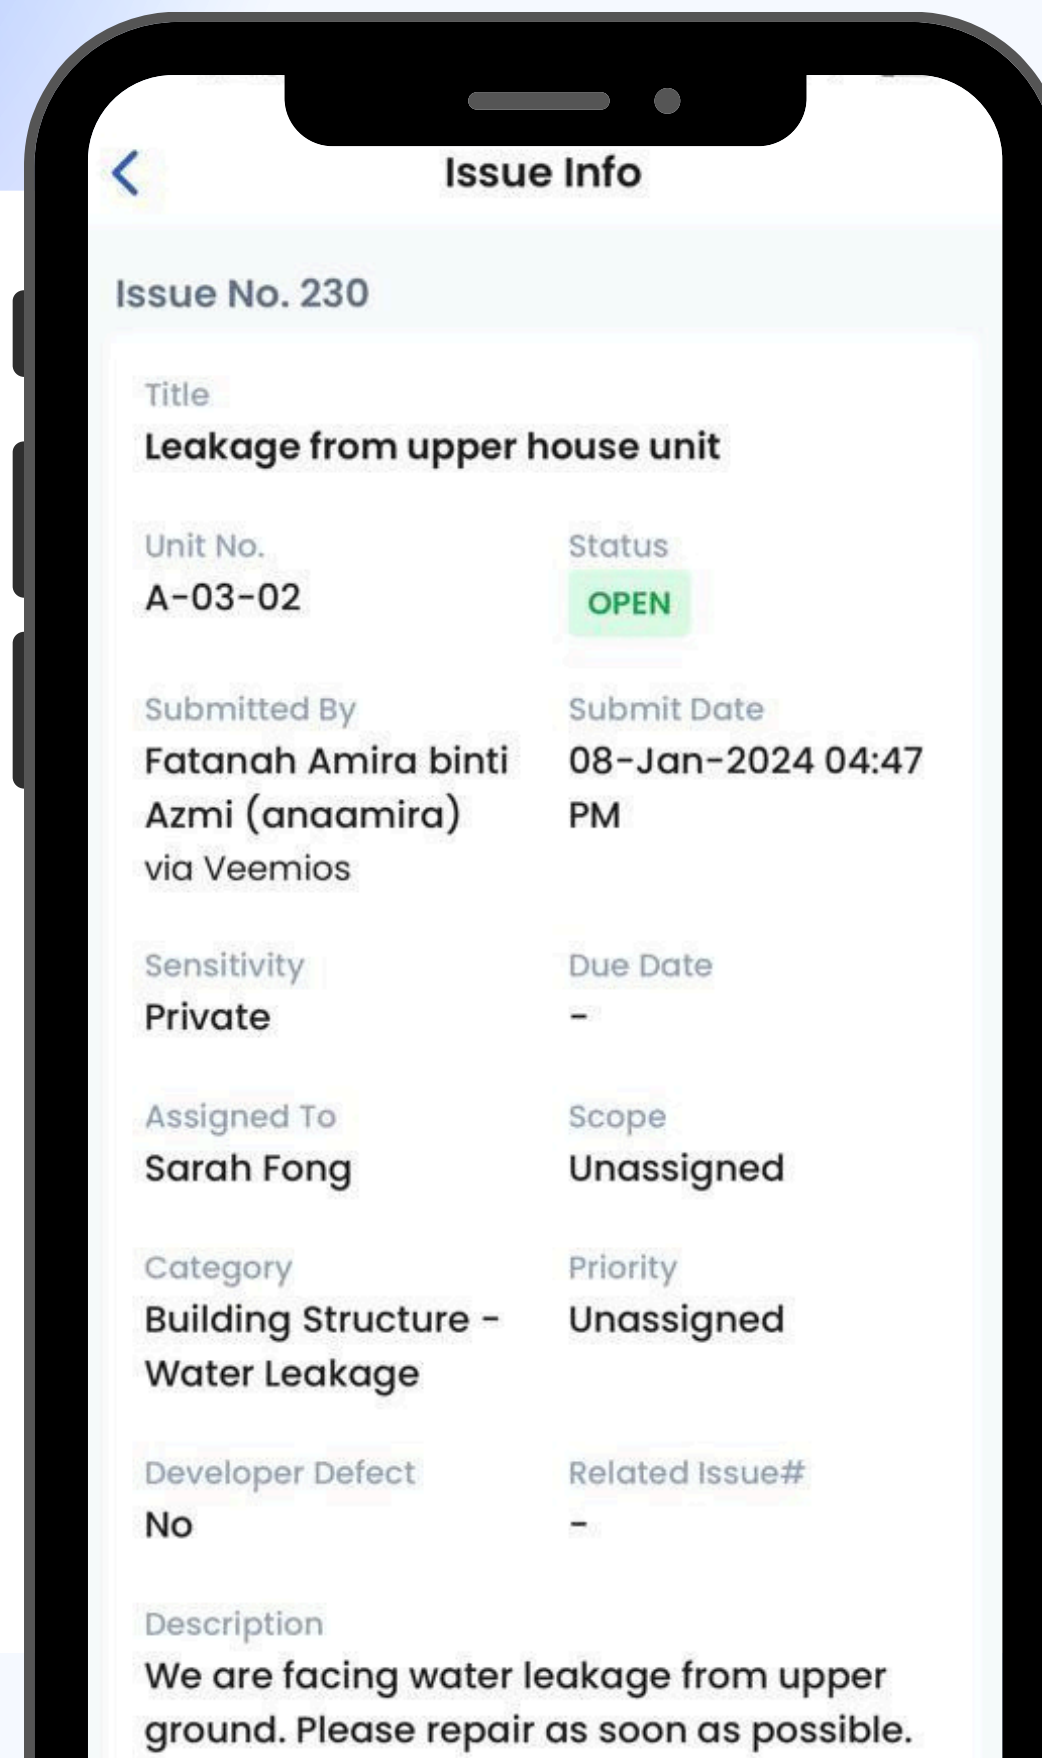 Issue Info
Issue No. 230
Title
Leakage from upper house unit
Unit No.
Status
A-03-02
OPEN
Submitted By
Submit Date
Fatanah Amira binti
08-Jan-2024 04:47
Azmi (anaamira)
PM
via Veemios
Sensitivity
Due Date
Private
-
Assigned To
Scope
Sarah Fong
Unassigned
Category
Priority
Building Structure -
Unassigned
Water Leakage
Developer Defect
Related Issue#
No
-
Description
We are facing water leakage from upper
ground. Please repair as soon as possible.